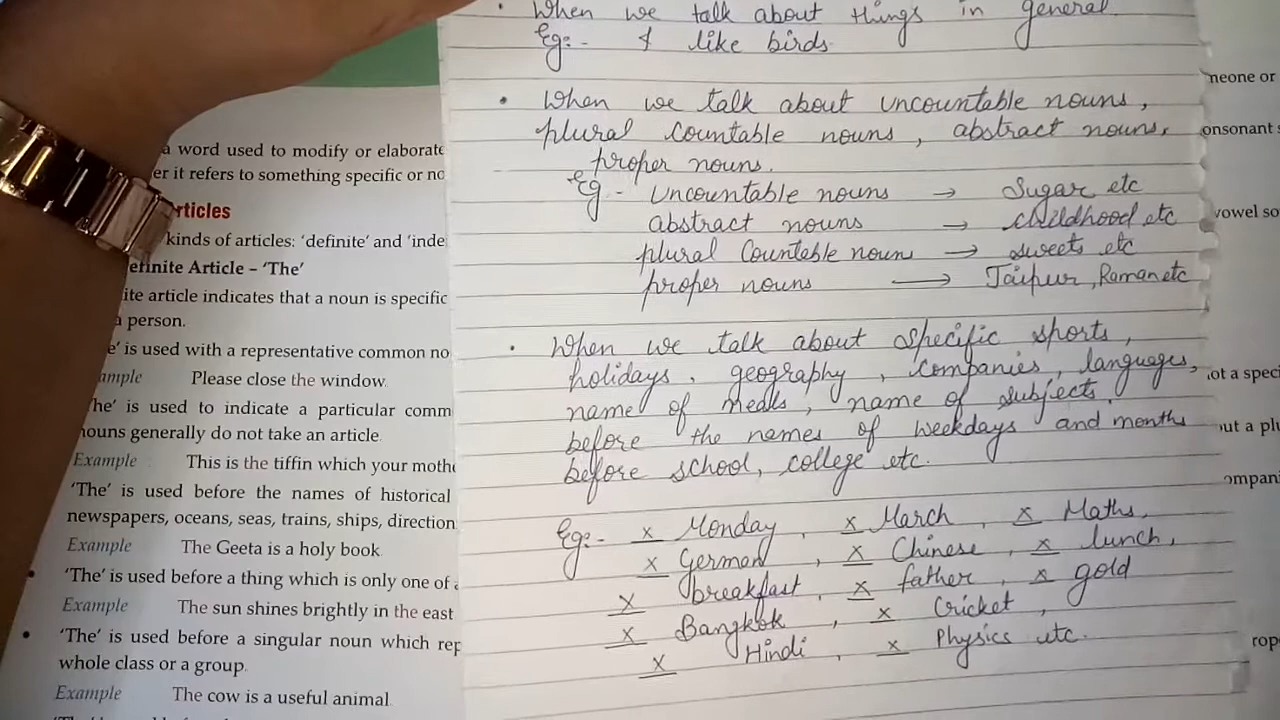 When we talk about things in general
Eg:- I like birds.
• When we talk about uncountable nouns,
plural countable nouns, abstract nouns,
proper nouns.
Eg - Uncountable nouns → Sugar etc
abstract nouns → childhood etc
plural Countable noun → sweets etc
proper nouns → Jaipur, Raman etc
• When we talk about specific sports,
holidays, geography, companies, languages,
name of meals, name of subjects,
before the names of weekdays and months
before school, college etc.
Eg:- x Monday, x March, x Maths,
x German, x Chinese, x lunch,
x breakfast, x father, x gold
x Bangkok, x Cricket,
x Hindi, x Physics etc.
a word used to modify or elaborate
er it refers to something specific or no
rticles
kinds of articles: 'definite' and 'inde
efinite Article – 'The'
ite article indicates that a noun is specific
a person.
e' is used with a representative common no
ample Please close the window.
he' is used to indicate a particular comm
nouns generally do not take an article.
Example This is the tiffin which your moth
'The' is used before the names of historical
newspapers, oceans, seas, trains, ships, direction
Example The Geeta is a holy book.
• 'The' is used before a thing which is only one of
Example The sun shines brightly in the east
• 'The' is used before a singular noun which rep
whole class or a group.
Example The cow is a useful animal.
neone or
onsonant s
vowel so
ot a speci
ut a plu
ompan
rop